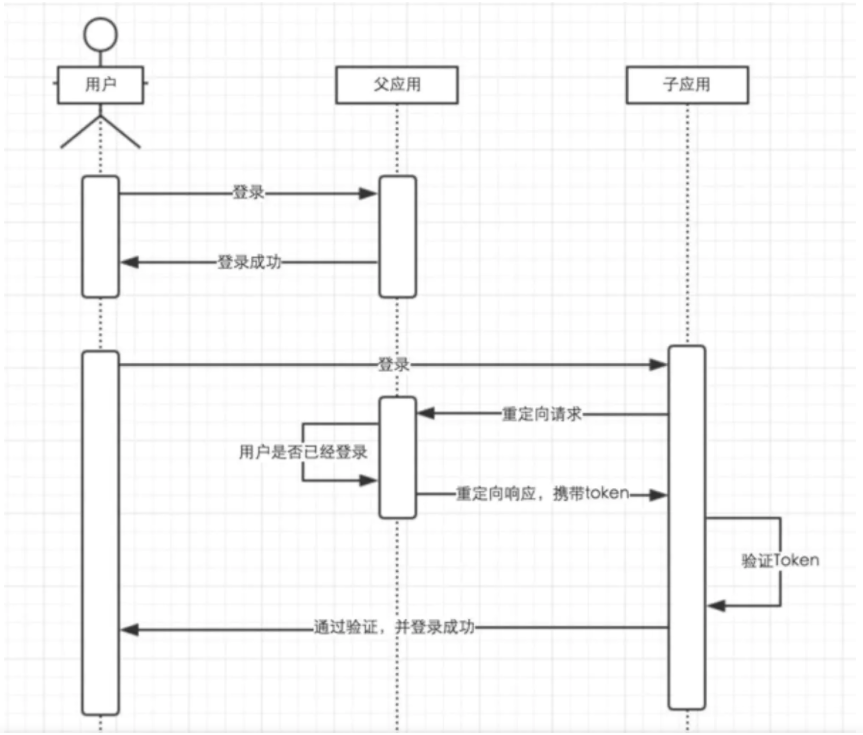 用户
父应用
子应用
登录
登录成功
登录
重定向请求
用户是否已经登录
重定向响应，携带token
验证Token
通过验证，并登录成功